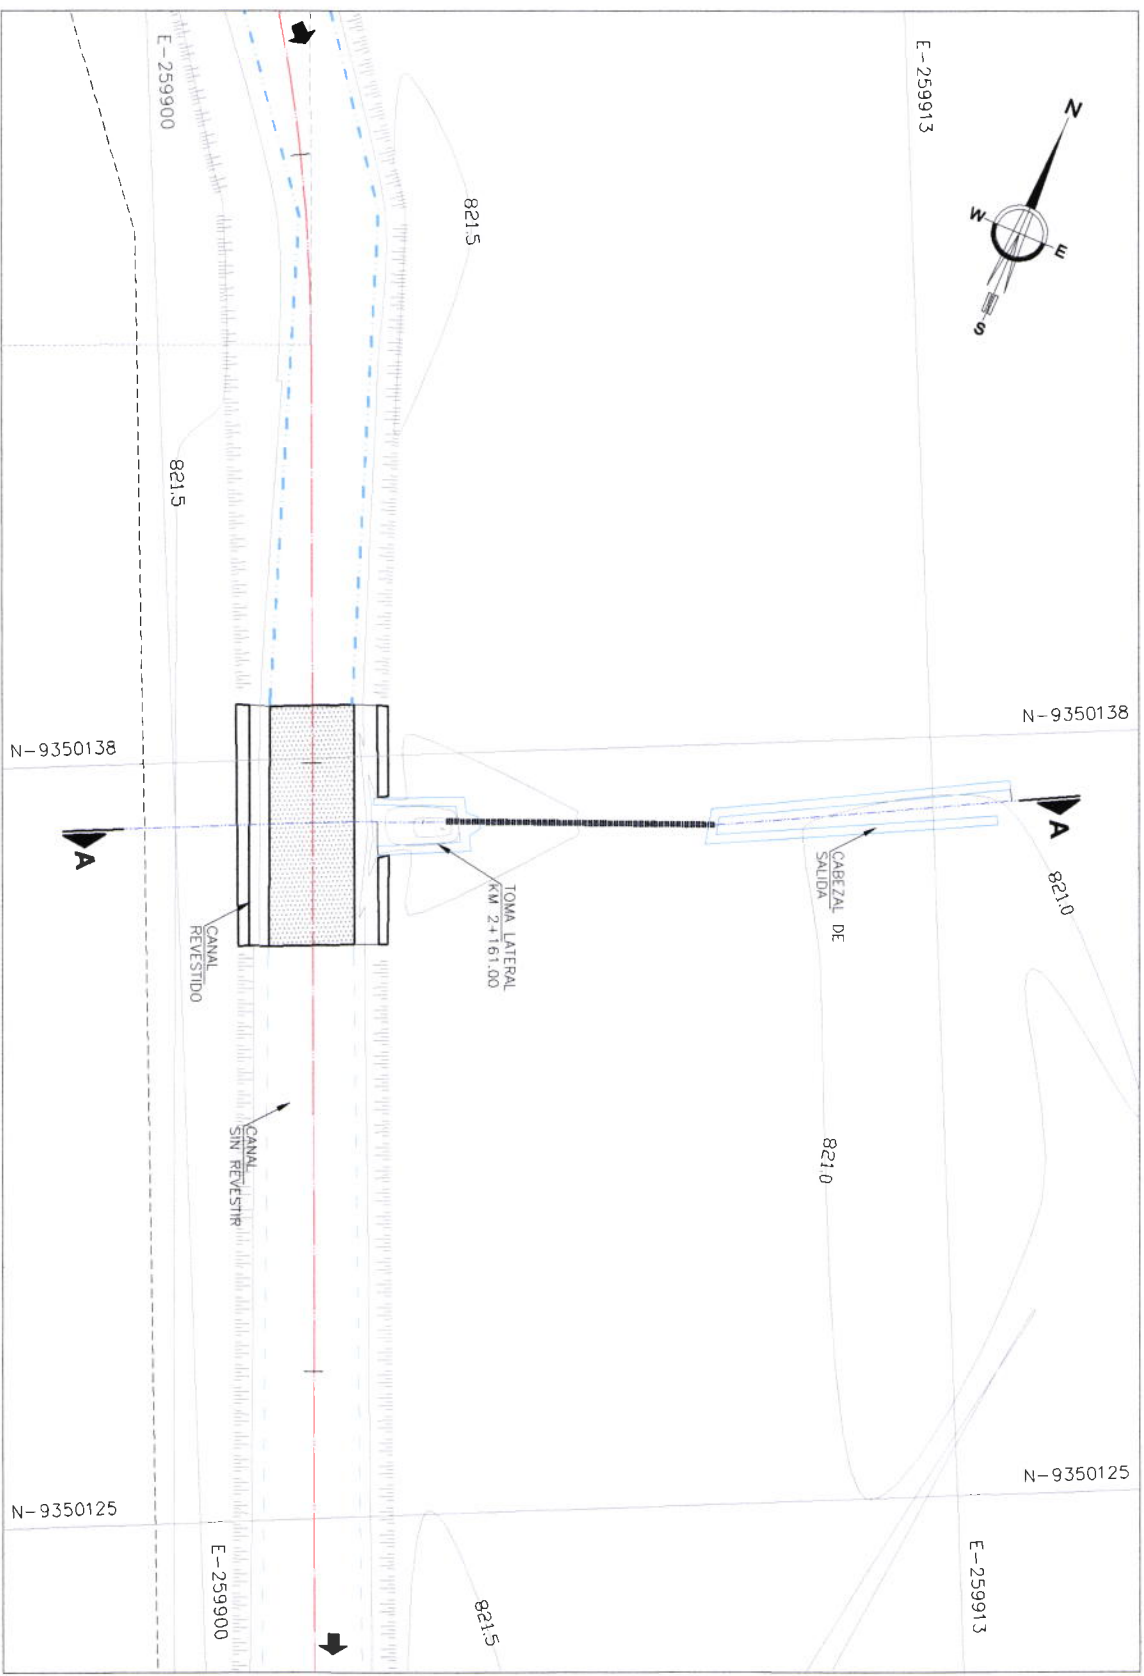 E-259900
E-259913
N
W
E
S
821.5
821.5
N-9350138
N-9350138
A
A
CABEZAL DE
SALIDA
821.0
TOMA LATERAL
KM 2+161.00
CANAL
REVESTIDO
CANAL
SIN REVESTIR
821.0
N-9350125
N-9350125
E-259900
E-259913
821.5